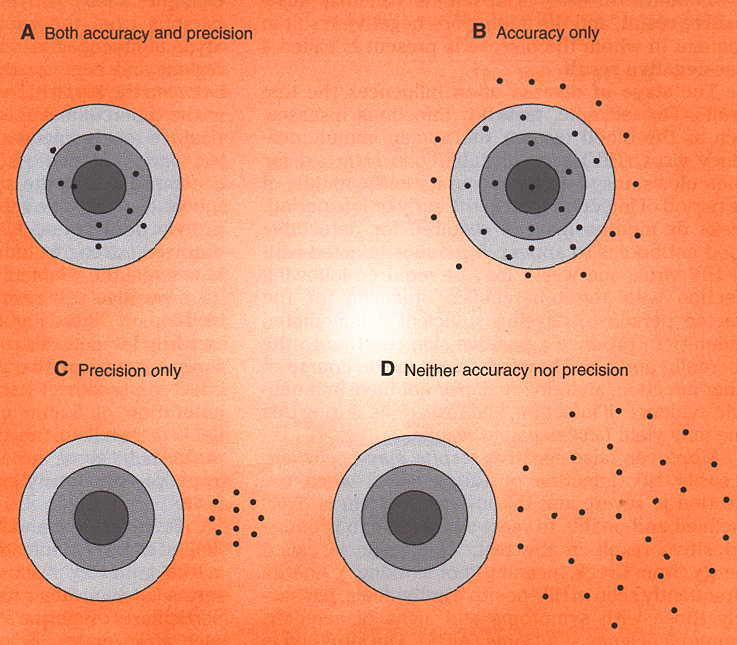 A Both accuracy and precision
B Accuracy only
C Precision only
D Neither accuracy nor precision